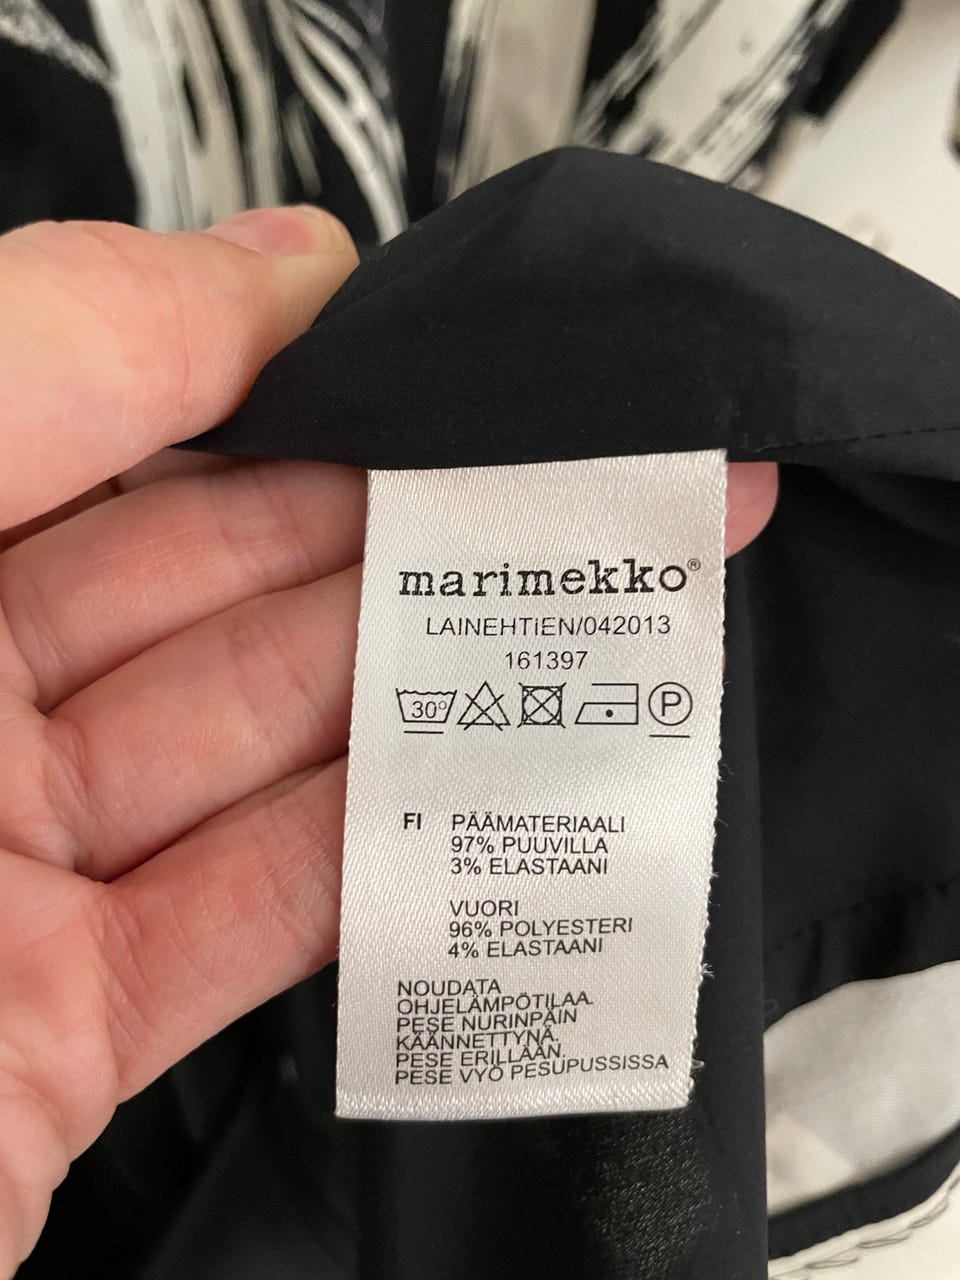 marimekko®
LAINEHTIEN/042013
161397
30° P
FI PÄÄMATERIAALI
97% PUUVILLA
3% ELASTAANI
VUORI
96% POLYESTERI
4% ELASTAANI
NOUDATA
OHJELÄMPÖTILAA.
PESE NURINPÄIN
KÄÄNNETTYNÄ.
PESE ERILLÄÄN.
PESE VYÖ PESUPUSSISSA